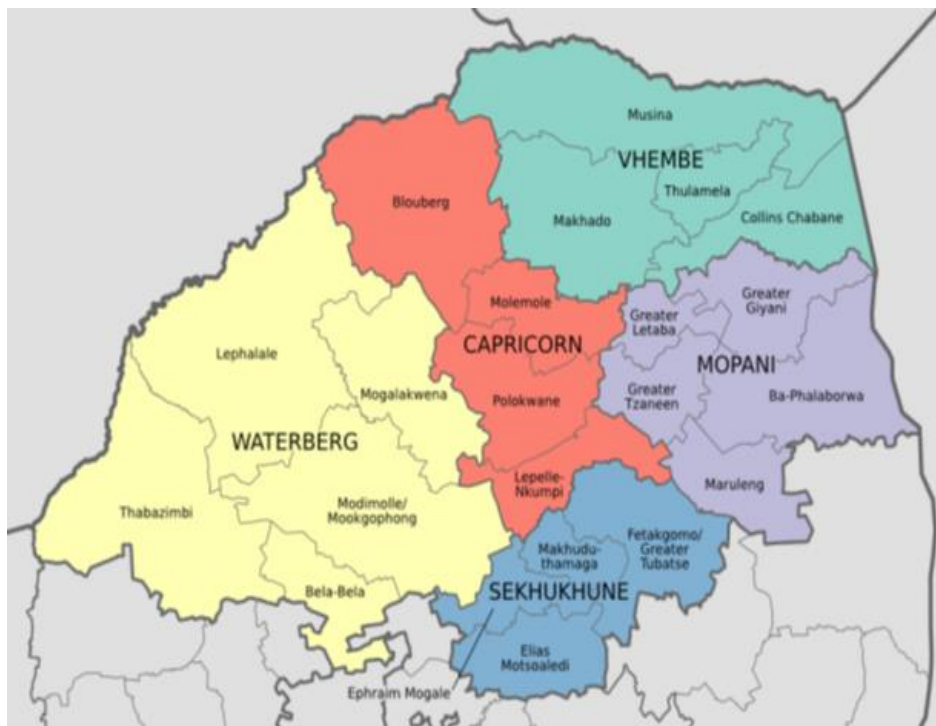 Musina
VHEMBE
Thulamela
Blouberg
Makhado
Collins Chabane
Molemole
Greater
Letaba
Greater
Giyani
CAPRICORN
Lephalale
MOPANI
Mogalakwena
Polokwane
Greater
Tzaneen
Ba-Phalaborwa
WATERBERG
Lepelle-
Nkumpi
Maruleng
Thabazimbi
Modimolle/
Mookgophong
Makhudu-
thamaga
Fetakgomo/
Greater
Tubatse
Bela-Bela
SEKHUKHUNE
Elias
Motsoaledi
Ephraim Mogale